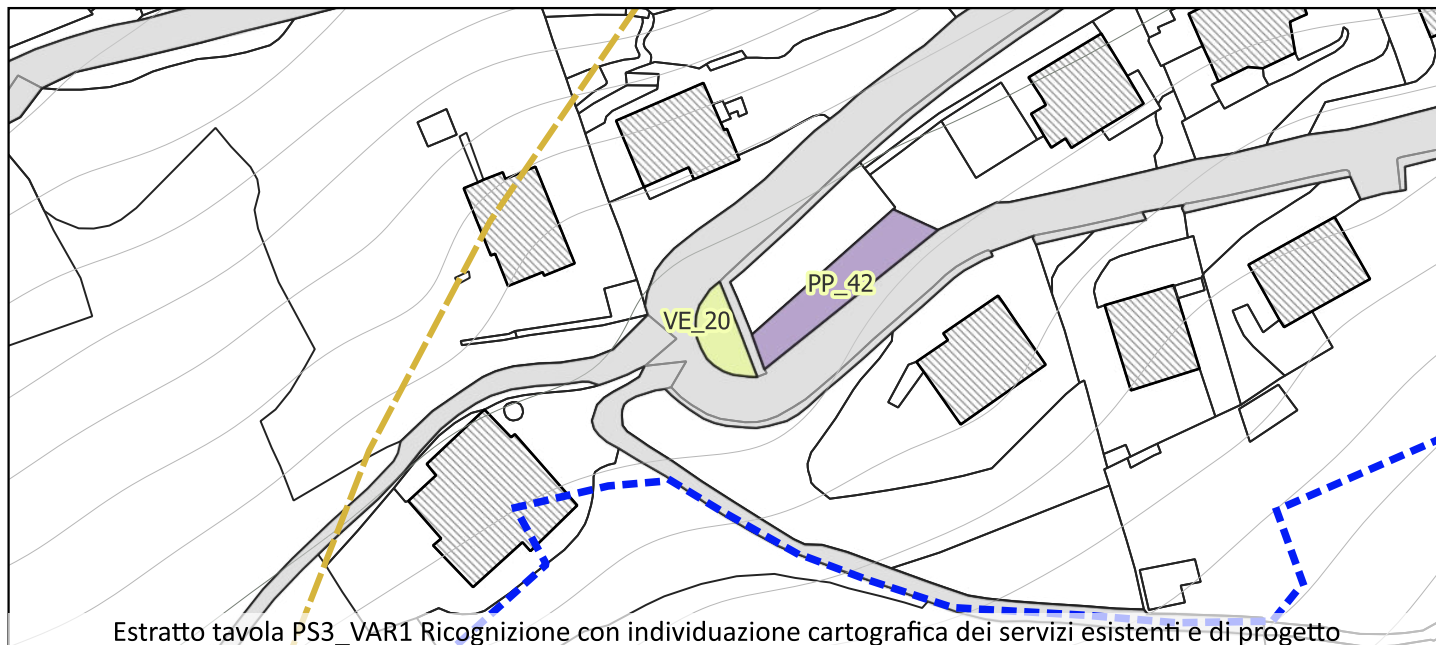 PP_42
VE_20
Estratto tavola PS3_VAR1 Ricognizione con individuazione cartografica dei servizi esistenti e di progetto